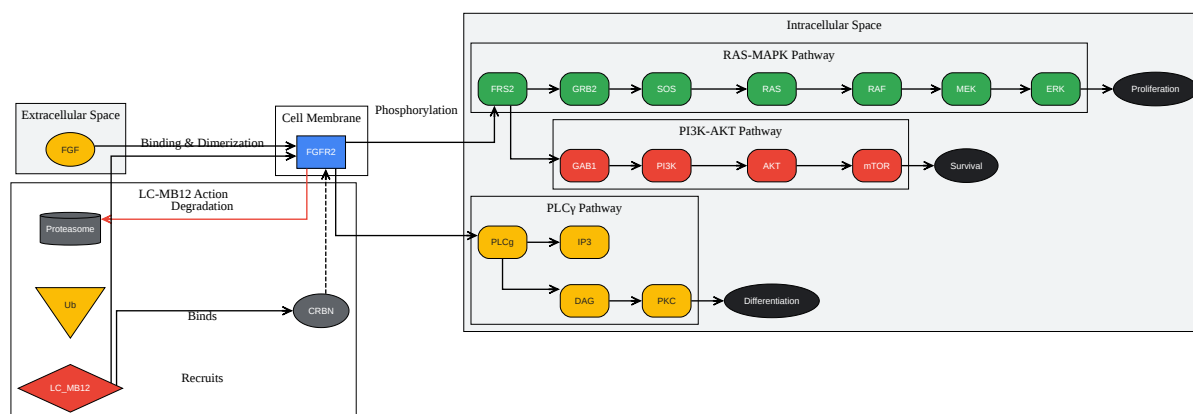 Intracellular Space
RAS-MAPK Pathway
FRS2
GRB2
SOS
RAS
RAF
MEK
ERK
Proliferation
Extracellular Space
FGF
Binding & Dimerization
Cell Membrane
FGFR2
Phosphorylation
PI3K-AKT Pathway
GAB1
PI3K
AKT
mTOR
Survival
LC-MB12 Action
Degradation
Proteasome
PLCγ Pathway
PLCg
IP3
DAG
PKC
Differentiation
Ub
Binds
CRBN
LC_MB12
Recruits